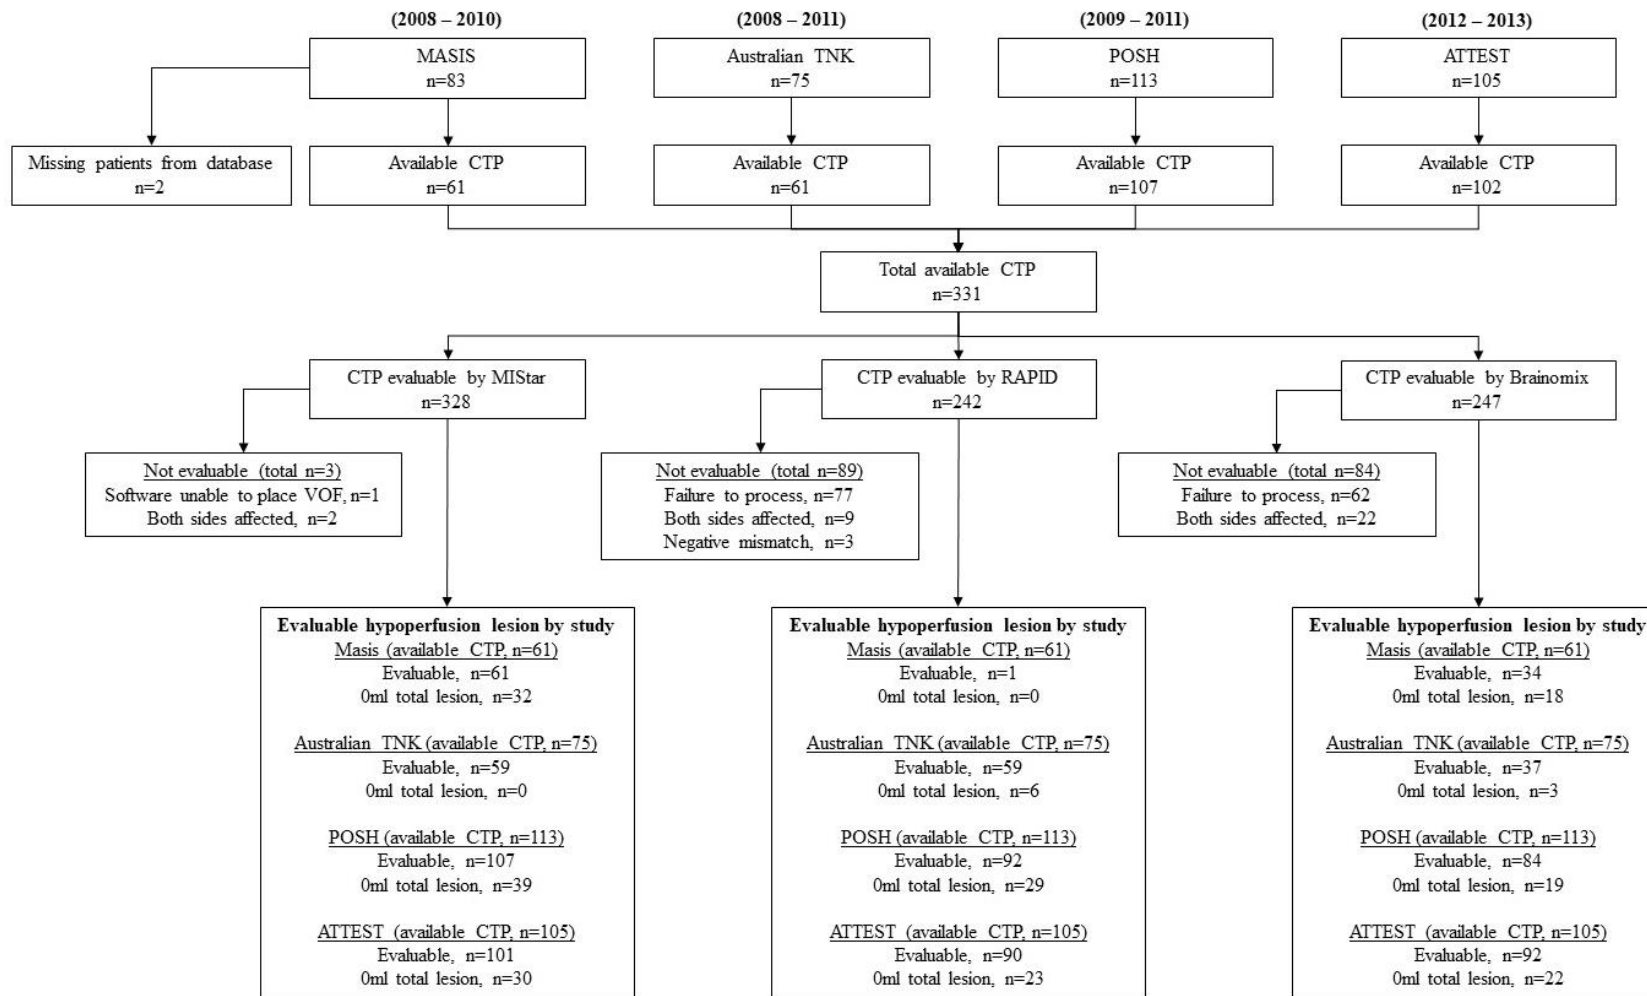 (2008 – 2010)
(2008 – 2011)
(2009 – 2011)
(2012 – 2013)
MASIS
n=83
Australian TNK
n=75
POSH
n=113
ATTEST
n=105
Missing patients from database
n=2
Available CTP
n=61
Available CTP
n=61
Available CTP
n=107
Available CTP
n=102
Total available CTP
n=331
CTP evaluable by MIStar
n=328
CTP evaluable by RAPID
n=242
CTP evaluable by Brainomix
n=247
Not evaluable (total n=3)
Software unable to place VOF, n=1
Both sides affected, n=2
Not evaluable (total n=89)
Failure to process, n=77
Both sides affected, n=9
Negative mismatch, n=3
Not evaluable (total n=84)
Failure to process, n=62
Both sides affected, n=22
Evaluable hypoperfusion lesion by study
Masis (available CTP, n=61)
Evaluable, n=61
0ml total lesion, n=32
Australian TNK (available CTP, n=75)
Evaluable, n=59
0ml total lesion, n=0
POSH (available CTP, n=113)
Evaluable, n=107
0ml total lesion, n=39
ATTEST (available CTP, n=105)
Evaluable, n=101
0ml total lesion, n=30
Evaluable hypoperfusion lesion by study
Masis (available CTP, n=61)
Evaluable, n=1
0ml total lesion, n=0
Australian TNK (available CTP, n=75)
Evaluable, n=59
0ml total lesion, n=6
POSH (available CTP, n=113)
Evaluable, n=92
0ml total lesion, n=29
ATTEST (available CTP, n=105)
Evaluable, n=90
0ml total lesion, n=23
Evaluable hypoperfusion lesion by study
Masis (available CTP, n=61)
Evaluable, n=34
0ml total lesion, n=18
Australian TNK (available CTP, n=75)
Evaluable, n=37
0ml total lesion, n=3
POSH (available CTP, n=113)
Evaluable, n=84
0ml total lesion, n=19
ATTEST (available CTP, n=105)
Evaluable, n=92
0ml total lesion, n=22